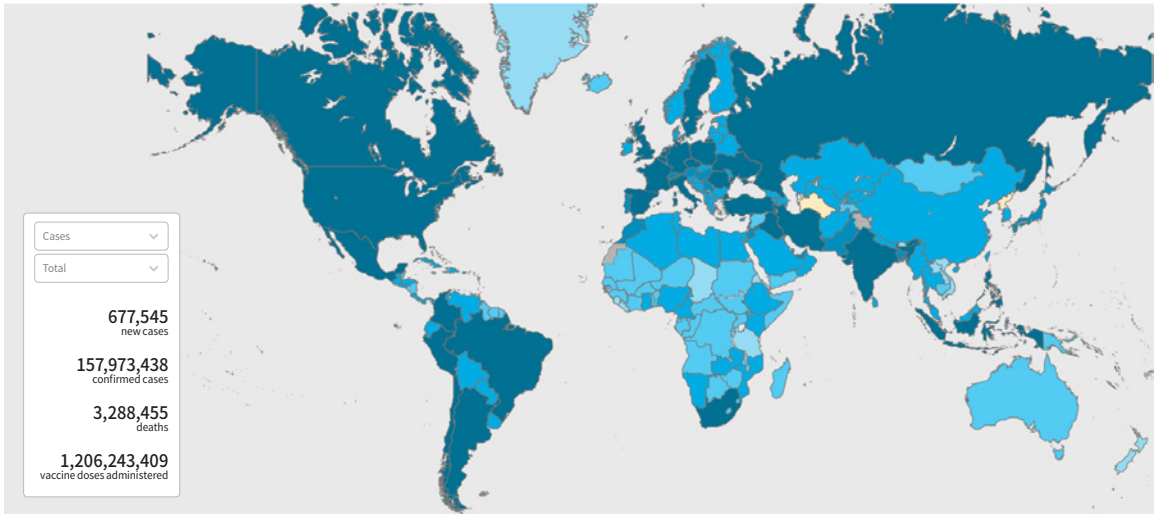 Cases
Total
677,545
new cases
157,973,438
confirmed cases
3,288,455
deaths
1,206,243,409
vaccine doses administered